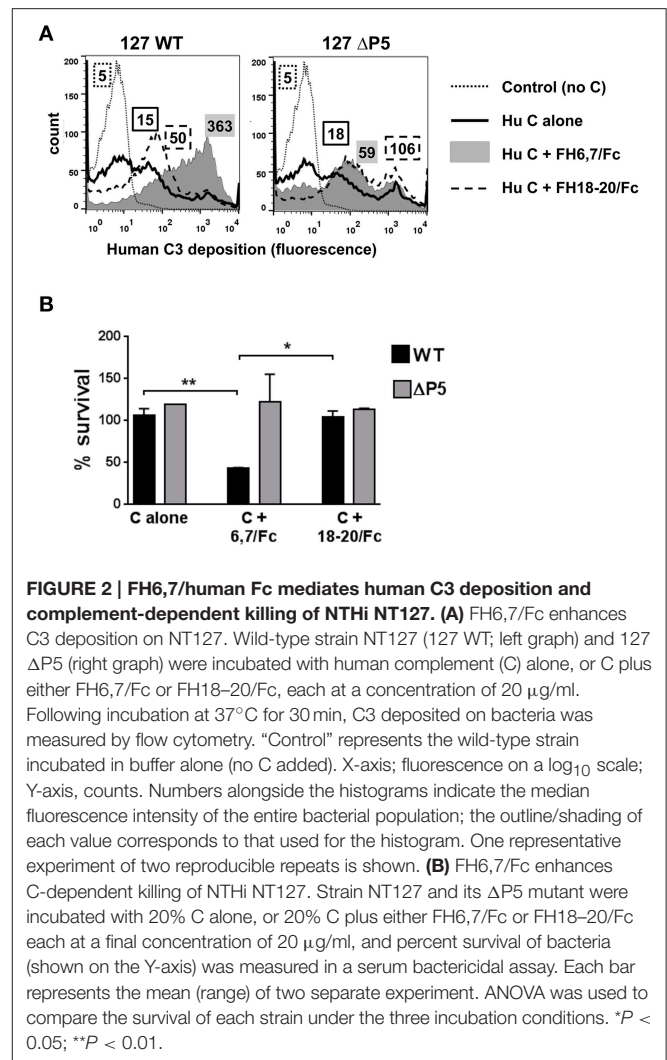 A
127 WT
127 ΔP5
200
150
100
50
0
count
5
15
50
363
10^0 10^1 10^2 10^3 10^4
200
150
100
50
0
5
18
59
106
10^0 10^1 10^2 10^3 10^4
Human C3 deposition (fluorescence)
Control (no C)
Hu C alone
Hu C + FH6,7/Fc
Hu C + FH18-20/Fc
B
200
150
100
50
0
% survival
**
*
C alone
C +
6,7/Fc
C +
18-20/Fc
WT
ΔP5
FIGURE 2 | FH6,7/human Fc mediates human C3 deposition and
complement-dependent killing of NTHi NT127. (A) FH6,7/Fc enhances
C3 deposition on NT127. Wild-type strain NT127 (127 WT; left graph) and 127
ΔP5 (right graph) were incubated with human complement (C) alone, or C plus
either FH6,7/Fc or FH18–20/Fc, each at a concentration of 20 μg/ml.
Following incubation at 37°C for 30 min, C3 deposited on bacteria was
measured by flow cytometry. “Control” represents the wild-type strain
incubated in buffer alone (no C added). X-axis; fluorescence on a log10 scale;
Y-axis, counts. Numbers alongside the histograms indicate the median
fluorescence intensity of the entire bacterial population; the outline/shading of
each value corresponds to that used for the histogram. One representative
experiment of two reproducible repeats is shown. (B) FH6,7/Fc enhances
C-dependent killing of NTHi NT127. Strain NT127 and its ΔP5 mutant were
incubated with 20% C alone, or 20% C plus either FH6,7/Fc or FH18–20/Fc
each at a final concentration of 20 μg/ml, and percent survival of bacteria
(shown on the Y-axis) was measured in a serum bactericidal assay. Each bar
represents the mean (range) of two separate experiment. ANOVA was used to
compare the survival of each strain under the three incubation conditions. *P <
0.05; **P < 0.01.